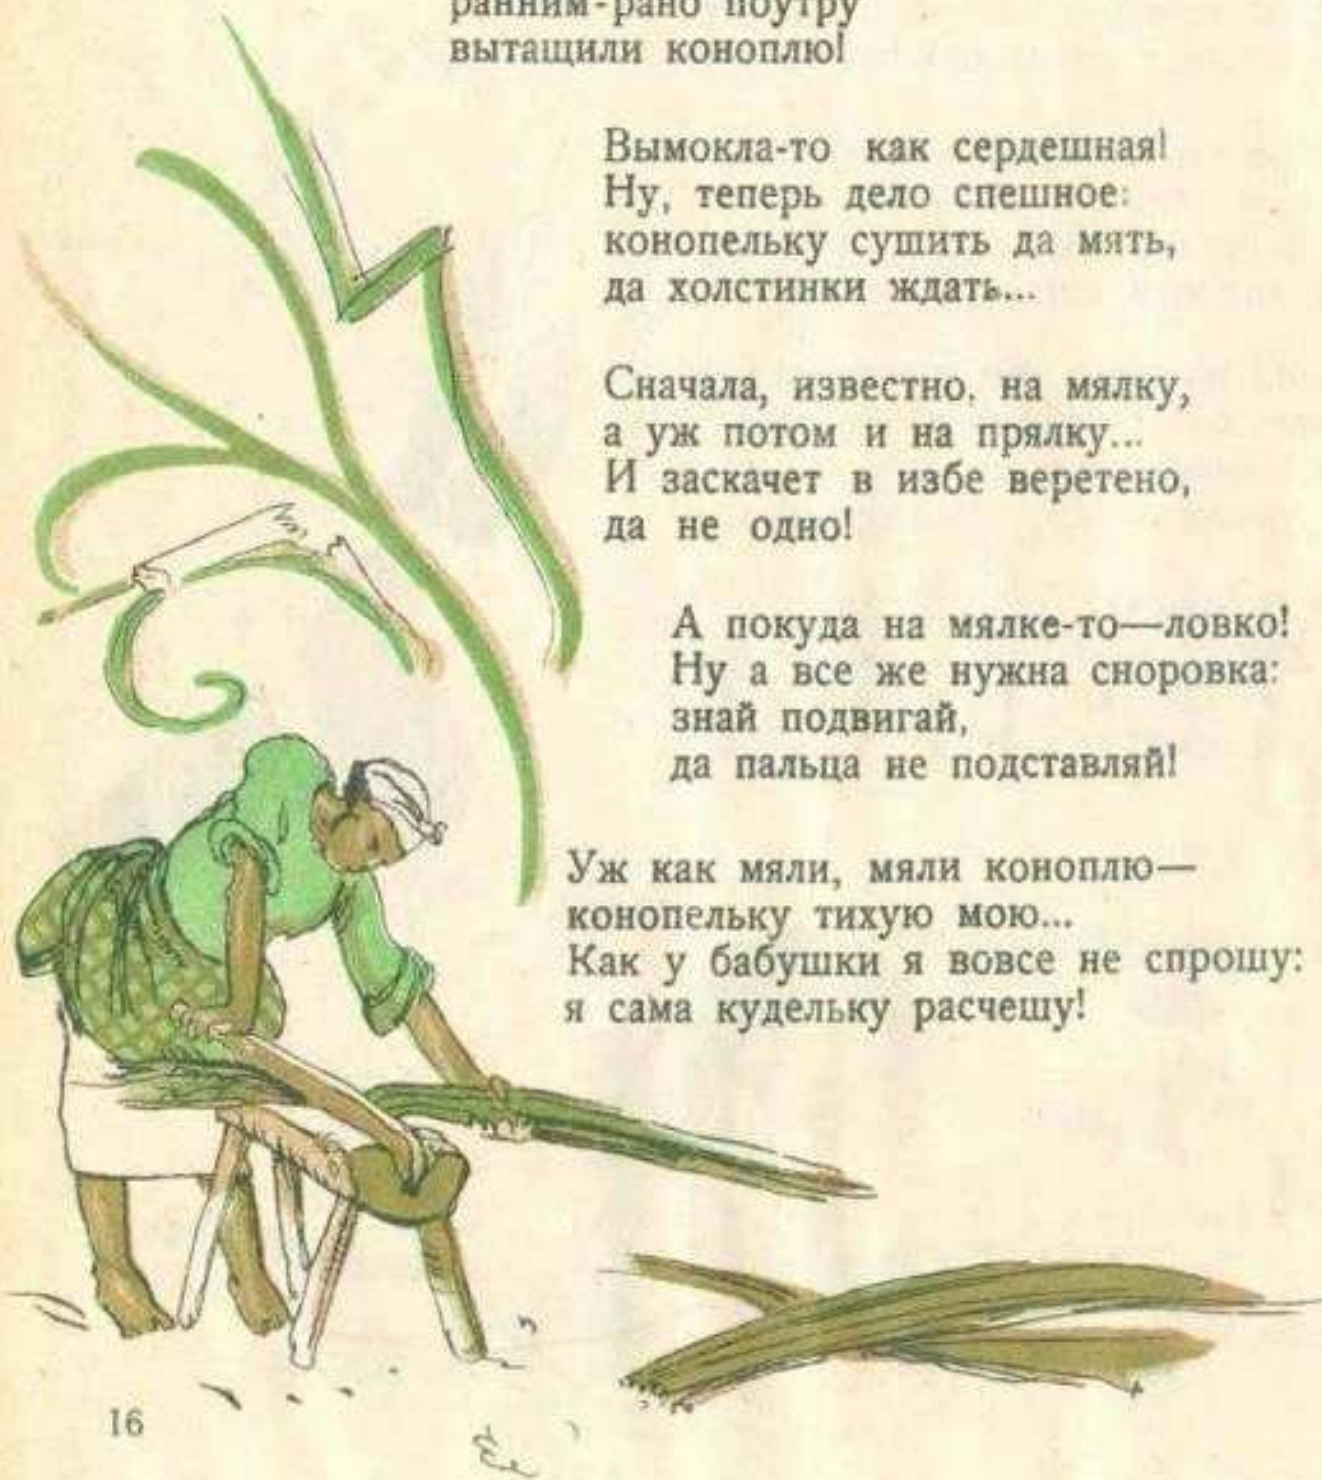 ранним-рано поутру
вытащили коноплю!
Вымокла-то как сердешная!
Ну, теперь дело спешное:
конопельку сушить да мять,
да холстинки ждать...
Сначала, известно, на мялку,
а уж потом и на прялку...
И заскачет в избе веретено,
да не одно!
А покуда на мялке-то—ловко!
Ну а все же нужна сноровка:
знай подвигай,
да пальца не подставляй!
Уж как мяли, мяли коноплю—
конопельку тихую мою...
Как у бабушки я вовсе не спрошу:
я сама кудельку расчешу!
16